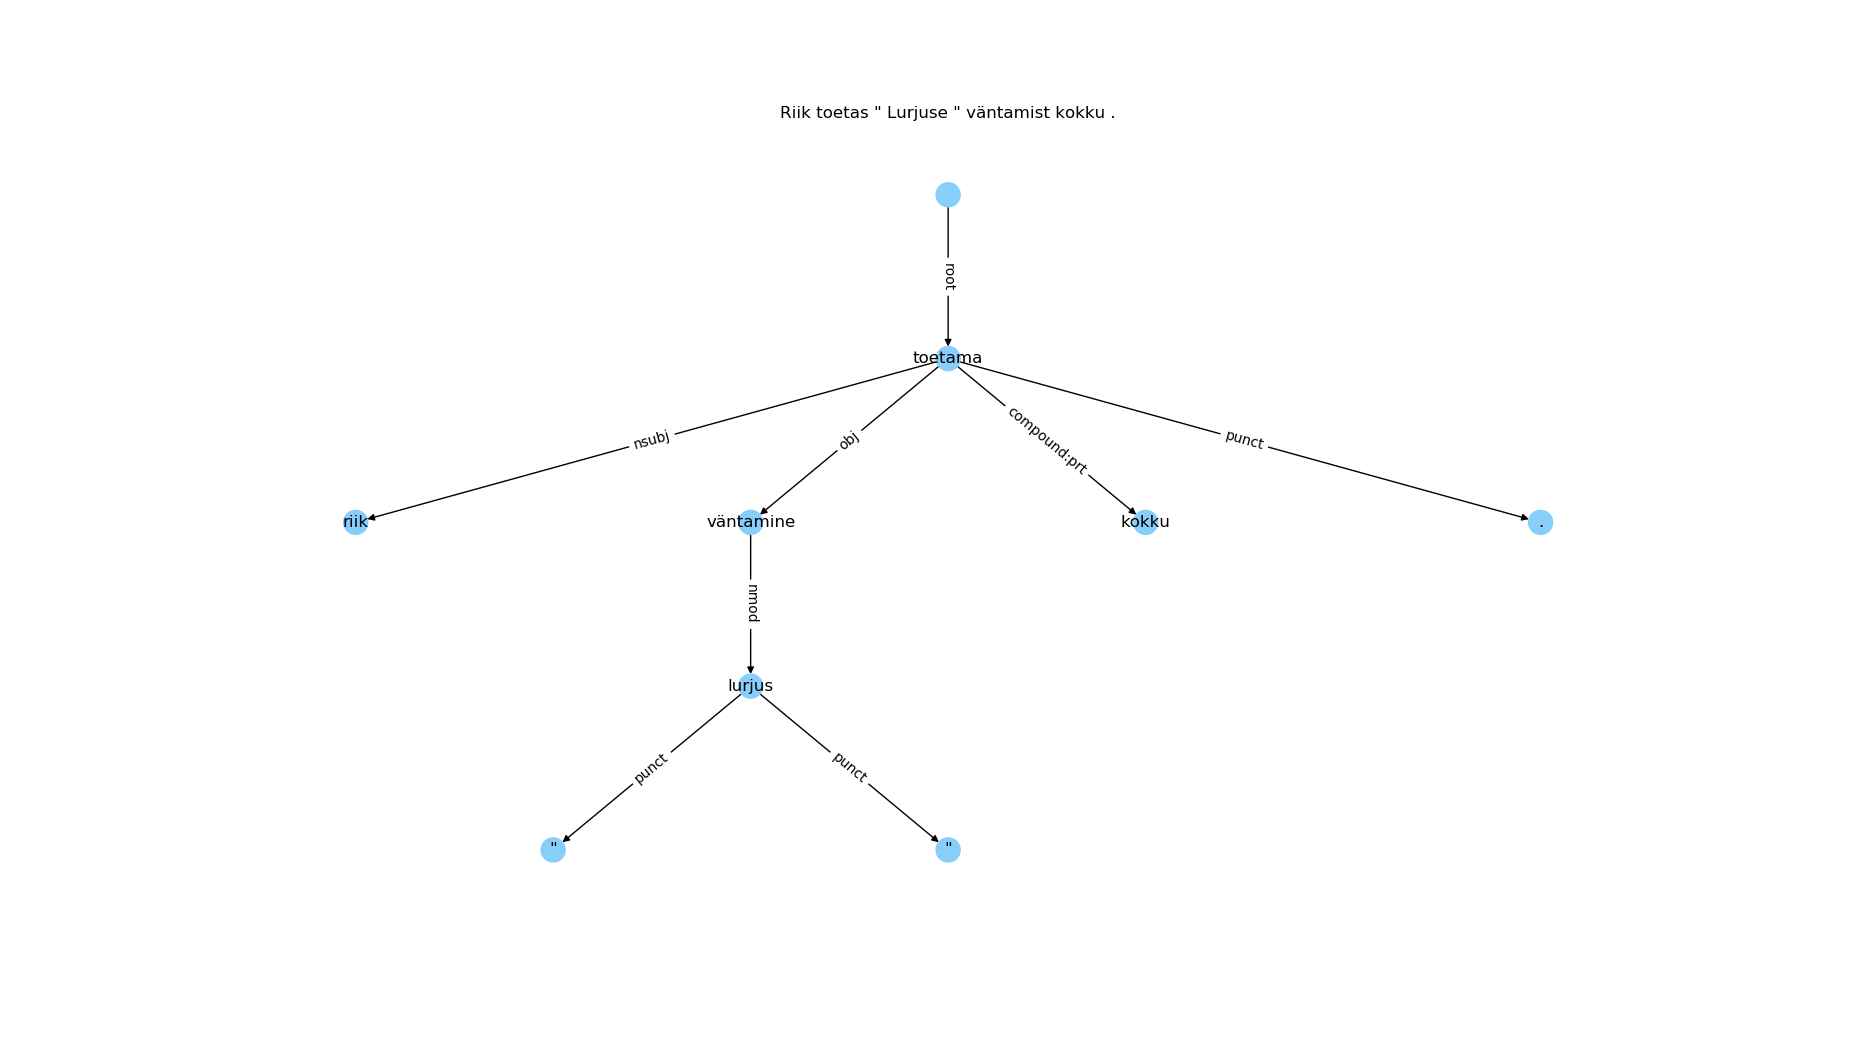 Riik toetas " Lurjuse " väntamist kokku .
root
toetama
nsubj
obj
compound:prt
punct
riik
väntamine
kokku
.
nmod
lurjus
punct
punct
"
"